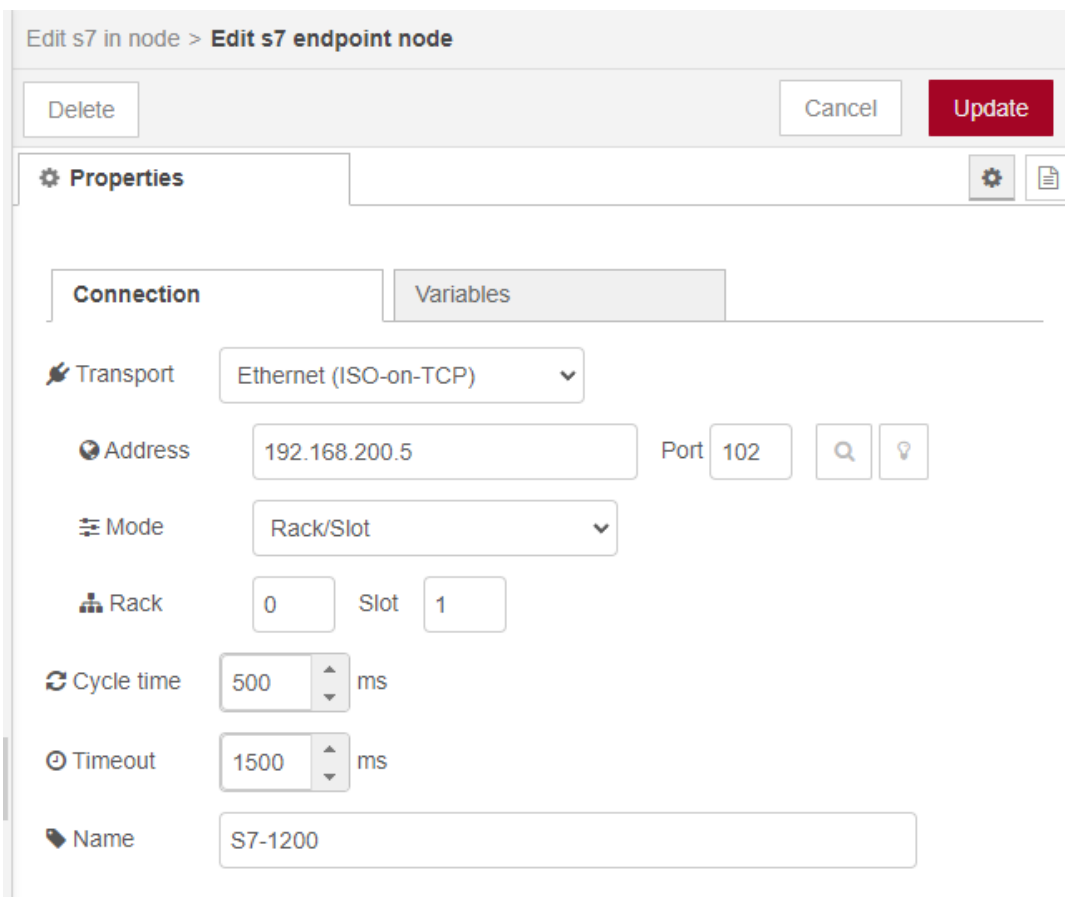 Edit s7 in node > Edit s7 endpoint node
Delete Cancel Update
Properties
Connection Variables
Transport Ethernet (ISO-on-TCP)
Address 192.168.200.5 Port 102
Mode Rack/Slot
Rack 0 Slot 1
Cycle time 500 ms
Timeout 1500 ms
Name S7-1200